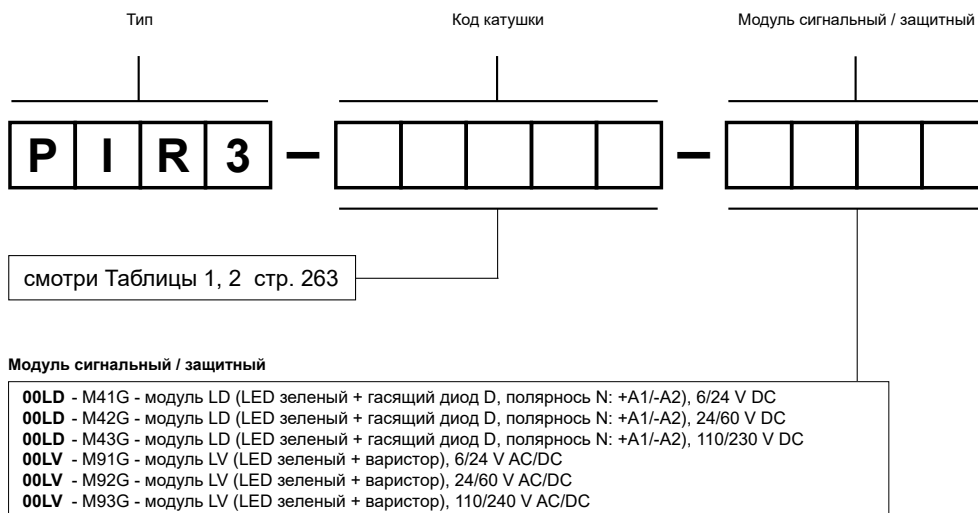 Тип
Код катушки
Модуль сигнальный / защитный
P I R 3 – –
смотри Таблицы 1, 2 стр. 263
Модуль сигнальный / защитный
00LD - M41G - модуль LD (LED зеленый + гасящий диод D, полярнось N: +A1/-A2), 6/24 V DC
00LD - M42G - модуль LD (LED зеленый + гасящий диод D, полярнось N: +A1/-A2), 24/60 V DC
00LD - M43G - модуль LD (LED зеленый + гасящий диод D, полярнось N: +A1/-A2), 110/230 V DC
00LV - M91G - модуль LV (LED зеленый + варистор), 6/24 V AC/DC
00LV - M92G - модуль LV (LED зеленый + варистор), 24/60 V AC/DC
00LV - M93G - модуль LV (LED зеленый + варистор), 110/240 V AC/DC